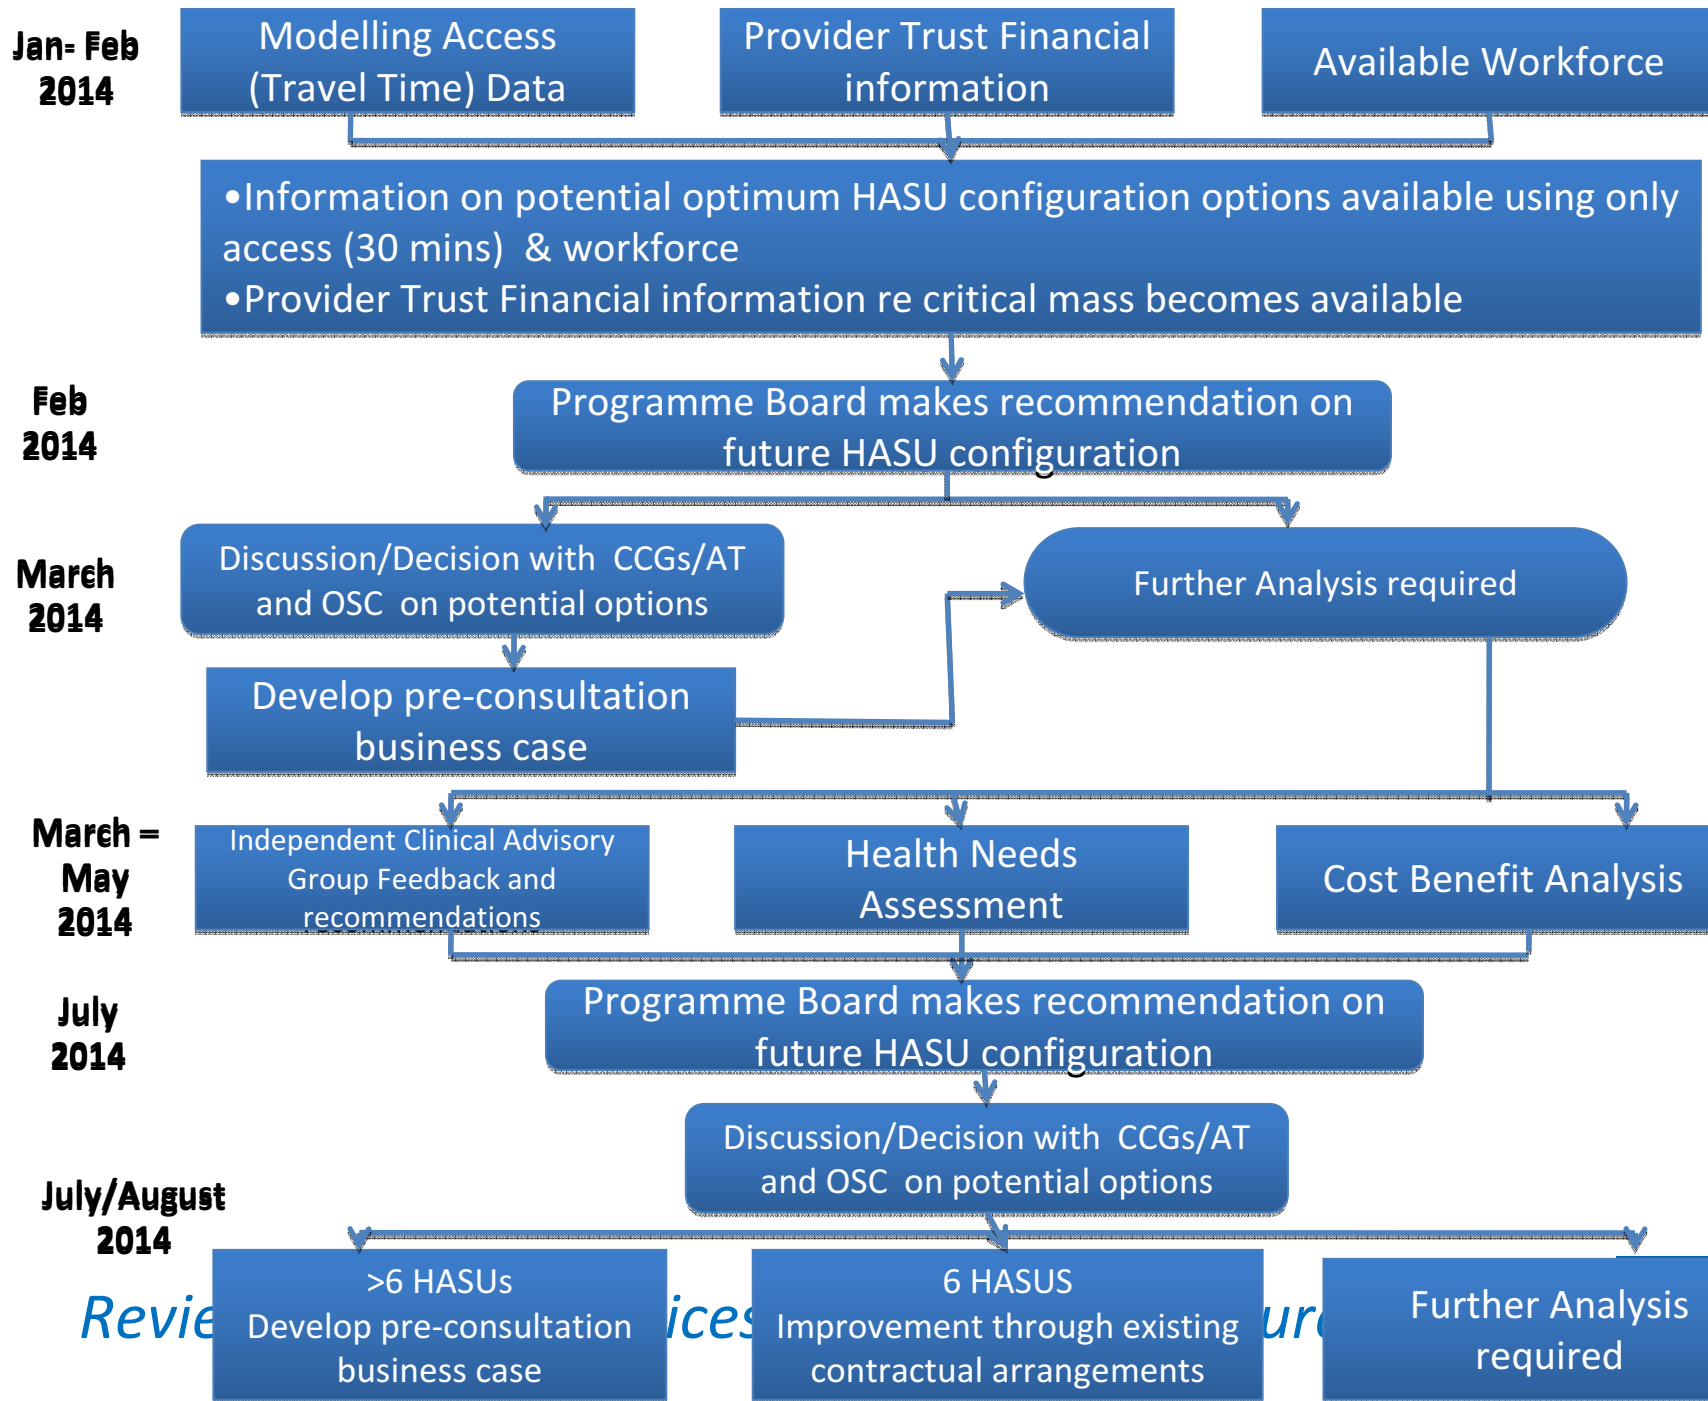 Jan- Feb
2014
Modelling Access
(Travel Time) Data
Provider Trust Financial
information
Available Workforce
•Information on potential optimum HASU configuration options available using only
access (30 mins)  & workforce
•Provider Trust Financial information re critical mass becomes available
Feb
2014
Programme Board makes recommendation on
future HASU configuration
March
2014
Discussion/Decision with  CCGs/AT
and OSC  on potential options
Further Analysis required
Develop pre-consultation
business case
March –
May
2014
Independent Clinical Advisory
Group Feedback and
recommendations
Health Needs
Assessment
Cost Benefit Analysis
July
2014
Programme Board makes recommendation on
future HASU configuration
Discussion/Decision with  CCGs/AT
and OSC  on potential options
July/August
2014
>6 HASUs
Develop pre-consultation
business case
6 HASUS
Improvement through existing
contractual arrangements
Further Analysis
required